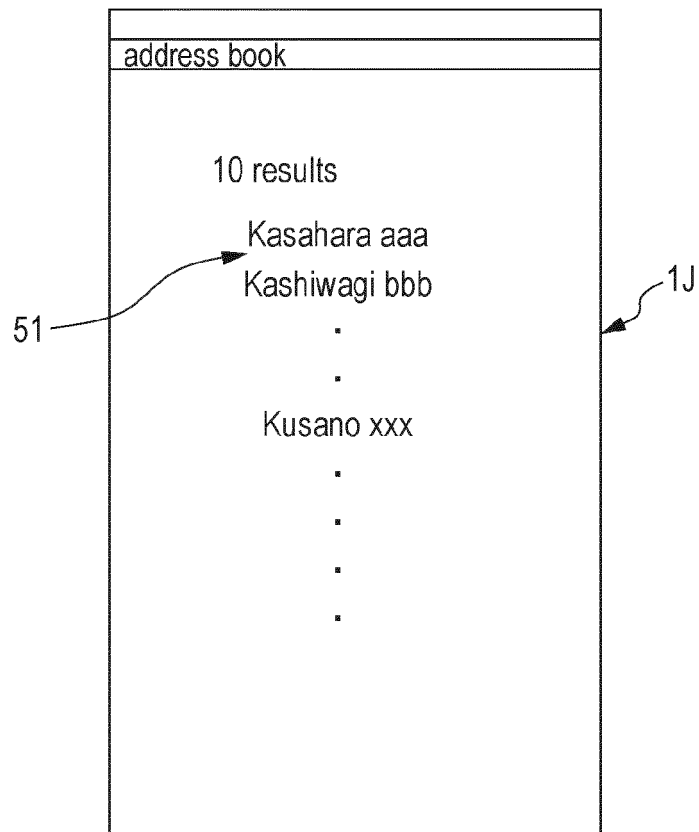 address book
10 results
Kasahara aaa
Kashiwagi bbb
51
1J
.
.
Kusano xxx
.
.
.
.